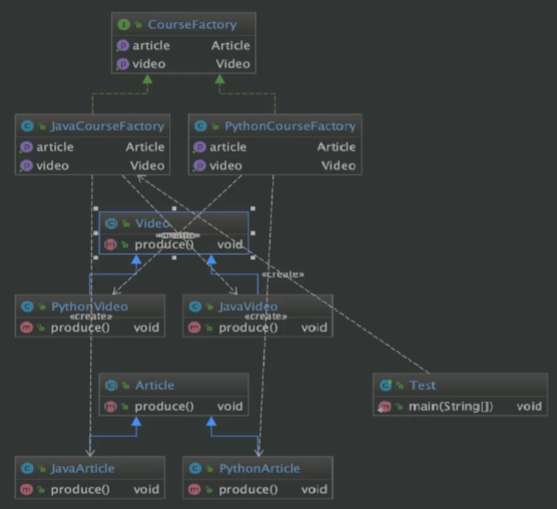 CourseFactory
article Article
video Video
JavaCourseFactory
article Article
video Video
PythonCourseFactory
article Article
video Video
Video
produce() void
«create»
PythonVideo
produce() void
«create»
JavaVideo
produce() void
«create»
Article
produce() void
Test
main(String[]) void
JavaArticle
produce() void
PythonArticle
produce() void